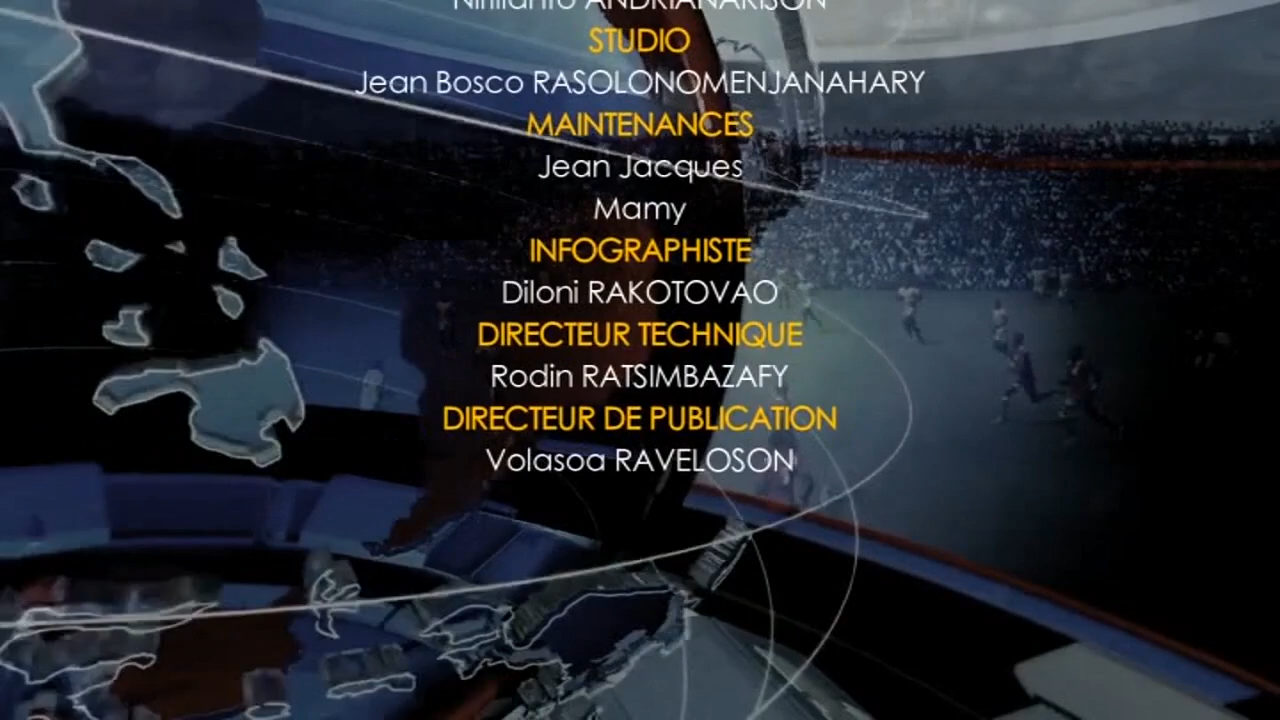 ANDRIANARISON
STUDIO
Jean Bosco RASOLONOMENJANAHARY
MAINTENANCES
Jean Jacques
Mamy
INFOGRAPHISTE
Diloni RAKOTOVAO
DIRECTEUR TECHNIQUE
Rodin RATSIMBAZAFY
DIRECTEUR DE PUBLICATION
Volasoa RAVELOSON